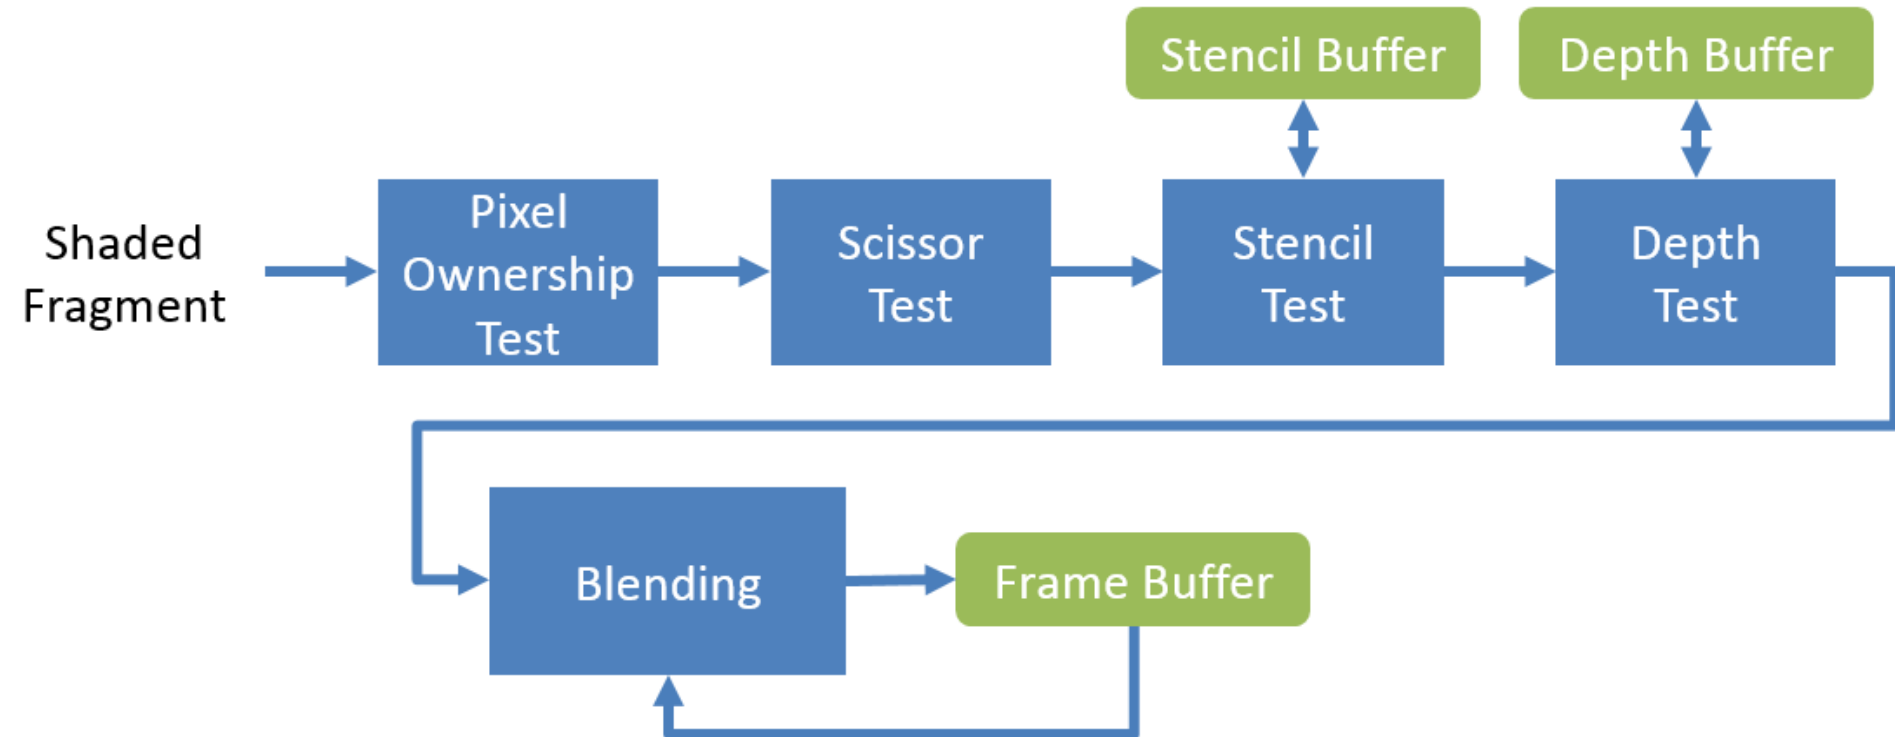 Stencil Buffer
Depth Buffer
Shaded
Fragment
Pixel
Ownership
Test
Scissor
Test
Stencil
Test
Depth
Test
Blending
Frame Buffer